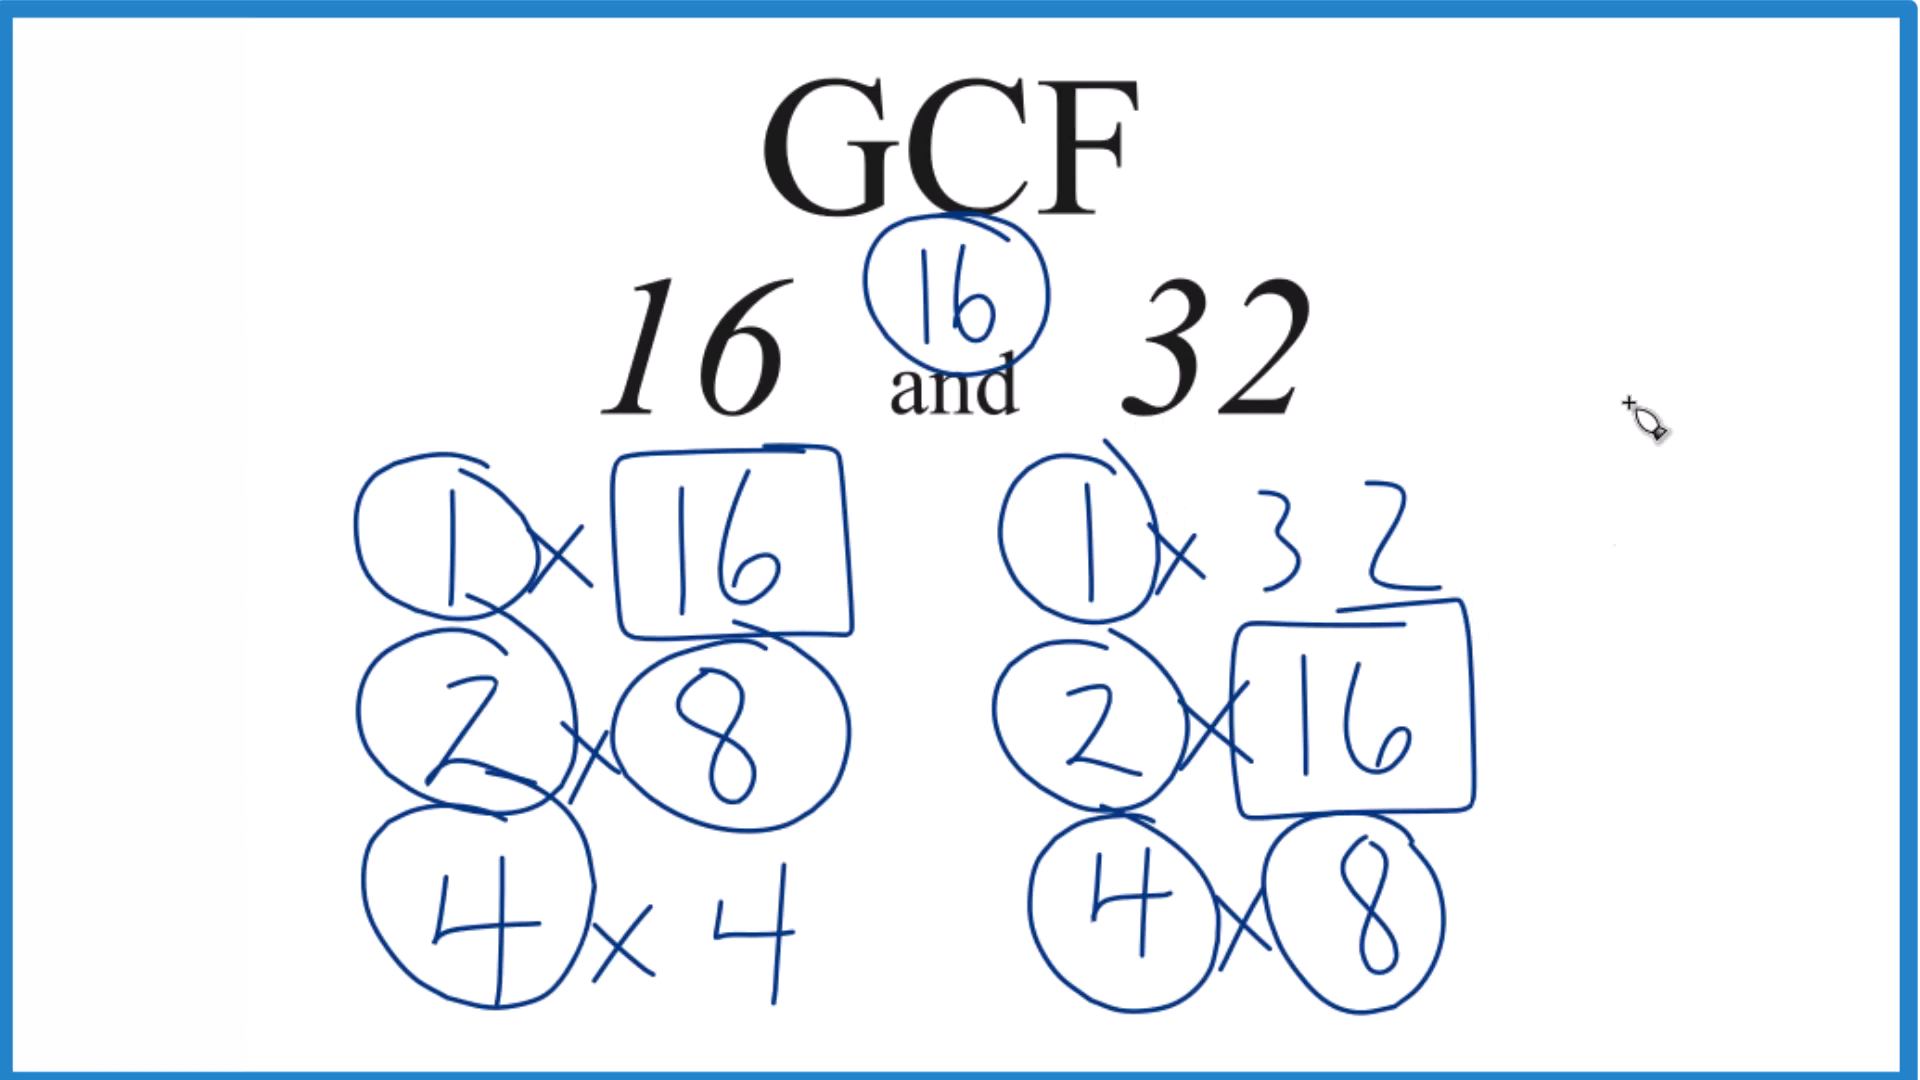 GCF
16
16 and 32
1 x 16 1 x 32
2 x 8 2 x 16
4 x 4 4 x 8